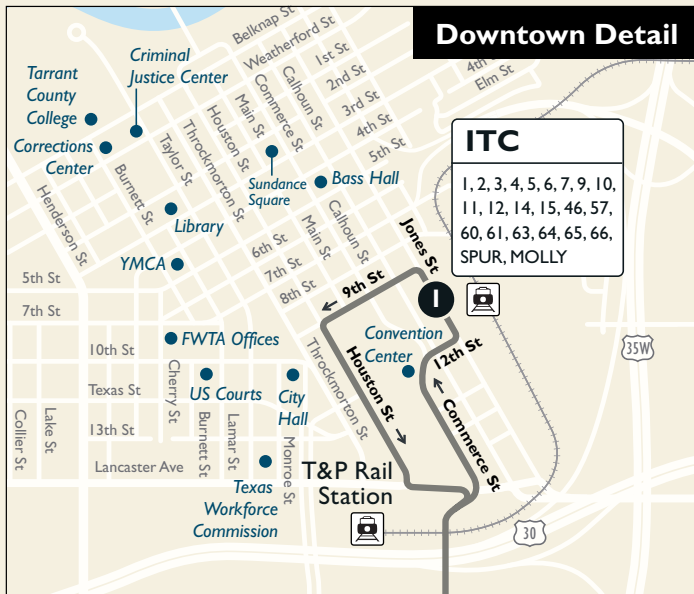 Downtown Detail
Belknap St
Weatherford St
1st St
2nd St
3rd St
4th St
5th St
4th St
Elm St
Criminal
Justice Center
Tarrant
County
College
Corrections
Center
Henderson St
Burnett St
Taylor St
Throckmorton St
Houston St
Main St
Commerce St
Calhoun St
Sundance
Square
Bass Hall
Library
YMCA
ITC
1, 2, 3, 4, 5, 6, 7, 9, 10,
11, 12, 14, 15, 46, 57,
60, 61, 63, 64, 65, 66,
SPUR, MOLLY
6th St
7th St
8th St
Main St
Calhoun St
Jones St
9th St
1
5th St
7th St
10th St
Texas St
13th St
Lancaster Ave
FWTA Offices
US Courts
City
Hall
Convention
Center
12th St
Houston St
Commerce St
Throckmorton St
35W
Collier St
Lake St
Cherry St
Burnett St
Lamar St
Monroe St
Texas
Workforce
Commission
T&P Rail
Station
30